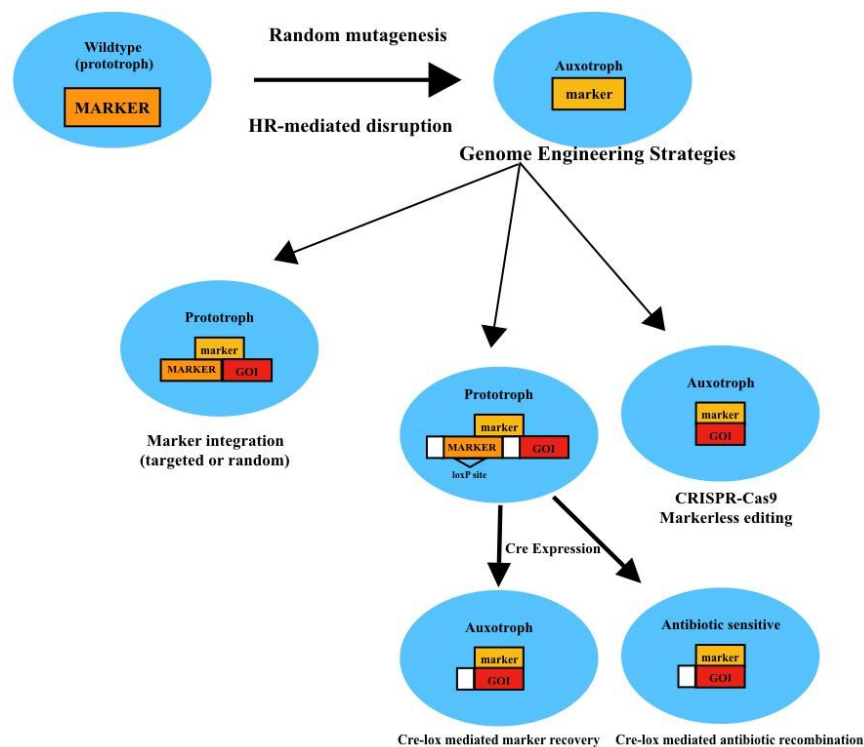 Wildtype
(prototroph)
MARKER
Random mutagenesis
HR-mediated disruption
Auxotroph
marker
Genome Engineering Strategies
Prototroph
marker
MARKER GOI
Marker integration
(targeted or random)
Prototroph
marker
MARKER GOI
loxP site
Auxotroph
marker
GOI
CRISPR-Cas9
Markerless editing
Cre Expression
Auxotroph
marker
GOI
Cre-lox mediated marker recovery
Antibiotic sensitive
marker
GOI
Cre-lox mediated antibiotic recombination